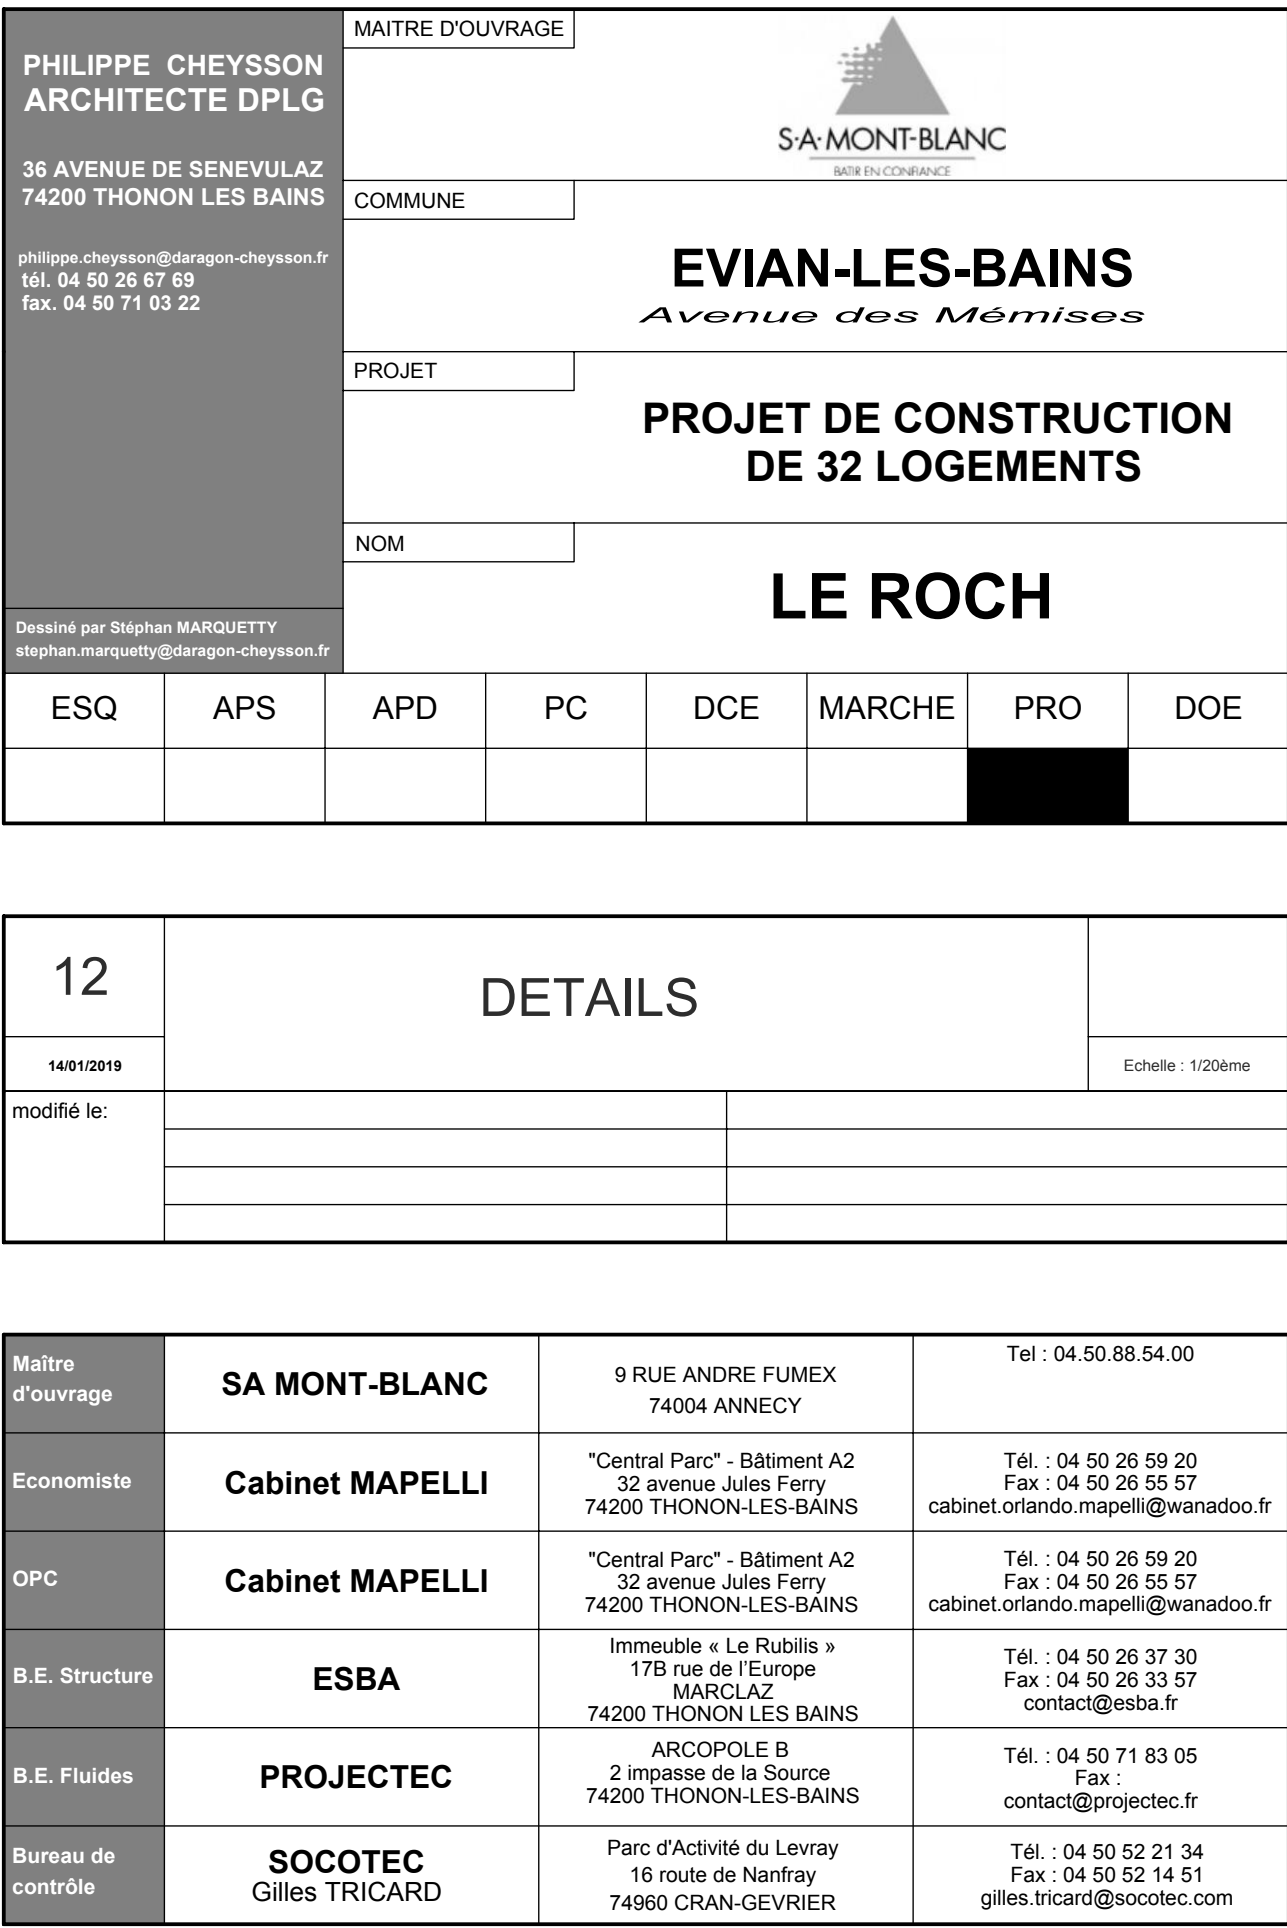 PHILIPPE CHEYSSON
ARCHITECTE DPLG
36 AVENUE DE SENEVULAZ
74200 THONON LES BAINS
philippe.cheysson@daragon-cheysson.fr
tél. 04 50 26 67 69
fax. 04 50 71 03 22
Dessiné par Stéphan MARQUETTY
stephan.marquetty@daragon-cheysson.fr
MAITRE D'OUVRAGE
S·A·MONT-BLANC
BATIR EN CONFIANCE
COMMUNE
EVIAN-LES-BAINS
Avenue des Mémises
PROJET
PROJET DE CONSTRUCTION
DE 32 LOGEMENTS
NOM
LE ROCH
ESQ APS APD PC DCE MARCHE PRO DOE
12
DETAILS
14/01/2019
Echelle : 1/20ème
modifié le:
Maître
d'ouvrage
SA MONT-BLANC
9 RUE ANDRE FUMEX
74004 ANNECY
Tel : 04.50.88.54.00
Economiste
Cabinet MAPELLI
"Central Parc" - Bâtiment A2
32 avenue Jules Ferry
74200 THONON-LES-BAINS
Tél. : 04 50 26 59 20
Fax : 04 50 26 55 57
cabinet.orlando.mapelli@wanadoo.fr
OPC
Cabinet MAPELLI
"Central Parc" - Bâtiment A2
32 avenue Jules Ferry
74200 THONON-LES-BAINS
Tél. : 04 50 26 59 20
Fax : 04 50 26 55 57
cabinet.orlando.mapelli@wanadoo.fr
B.E. Structure
ESBA
Immeuble « Le Rubilis »
17B rue de l’Europe
MARCLAZ
74200 THONON LES BAINS
Tél. : 04 50 26 37 30
Fax : 04 50 26 33 57
contact@esba.fr
B.E. Fluides
PROJECTEC
ARCOPOLE B
2 impasse de la Source
74200 THONON-LES-BAINS
Tél. : 04 50 71 83 05
Fax :
contact@projectec.fr
Bureau de
contrôle
SOCOTEC
Gilles TRICARD
Parc d'Activité du Levray
16 route de Nanfray
74960 CRAN-GEVRIER
Tél. : 04 50 52 21 34
Fax : 04 50 52 14 51
gilles.tricard@socotec.com